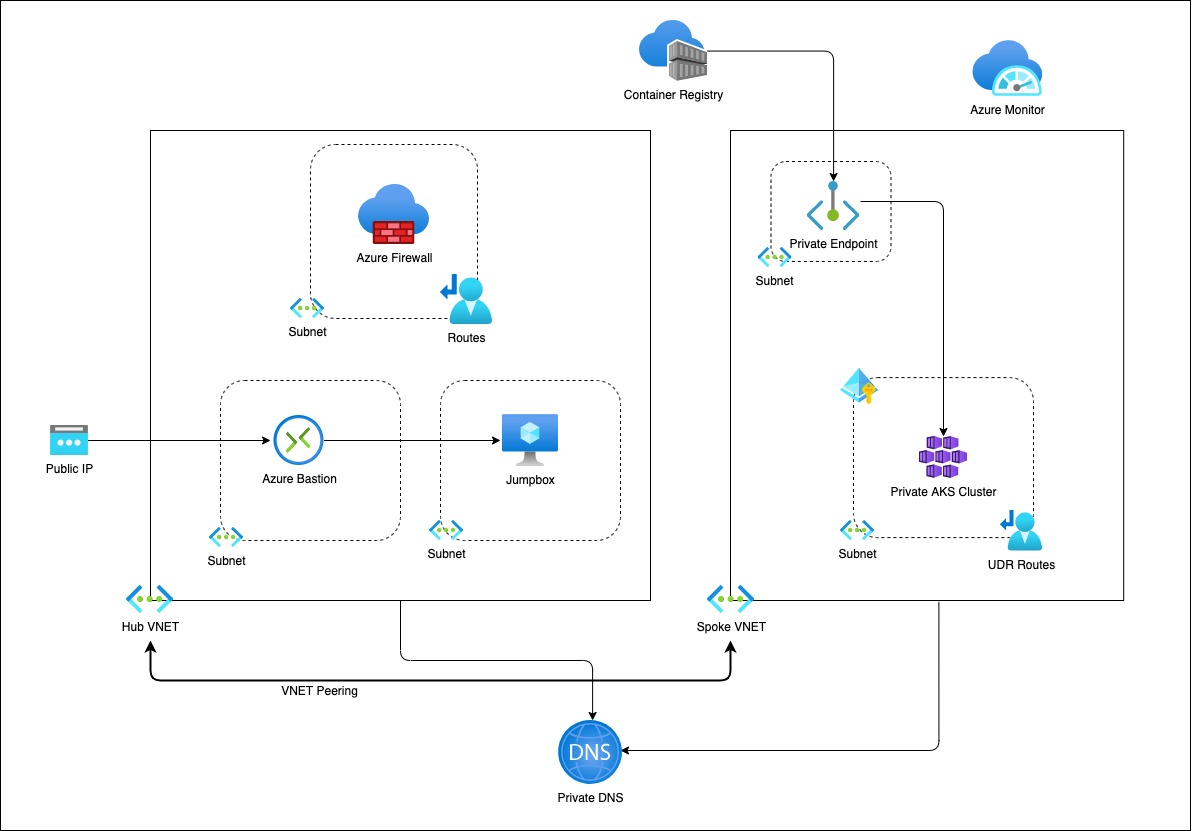 Container Registry
Azure Monitor
Azure Firewall
Private Endpoint
Subnet
Subnet
Routes
Public IP
Azure Bastion
Jumpbox
Private AKS Cluster
Subnet
Subnet
Subnet
UDR Routes
Hub VNET
Spoke VNET
VNET Peering
DNS
Private DNS